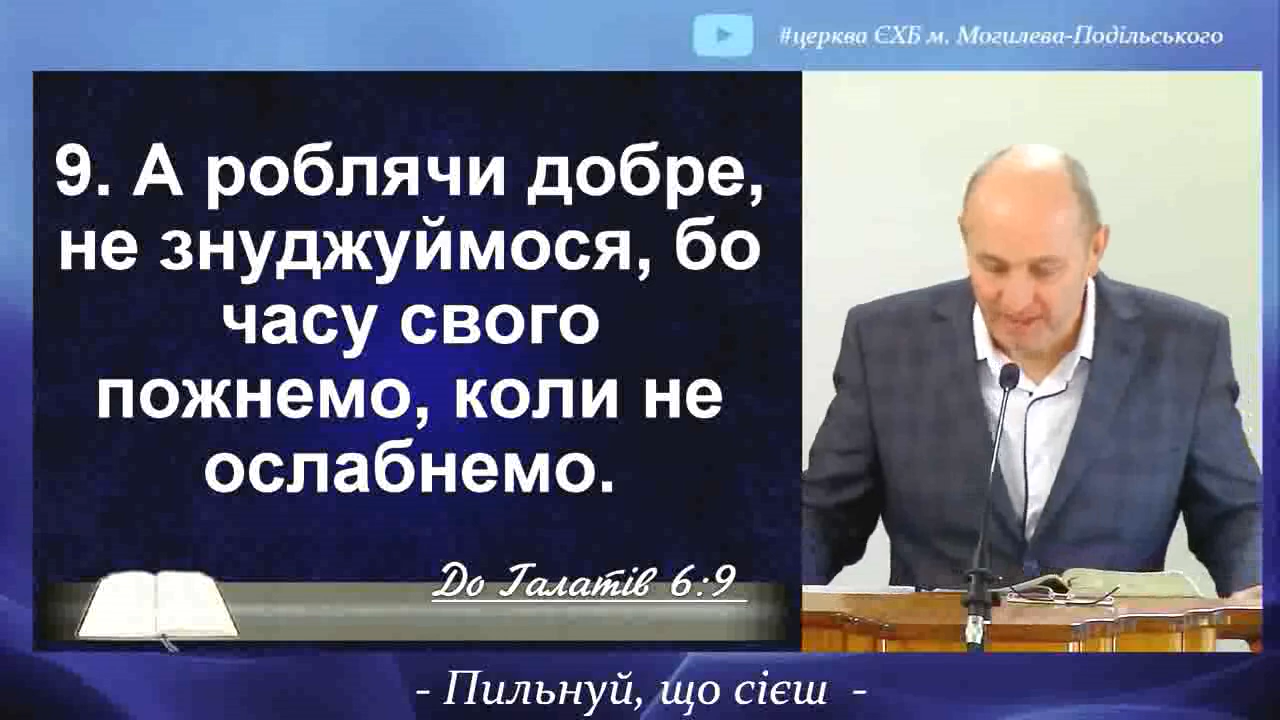 #церква ЄХБ м. Могилева-Подільського
9. А роблячи добре,
не знуджуймося, бо
часу свого
пожнемо, коли не
ослабнемо.
До Галатів 6:9
- Пильнуй, що сієш -